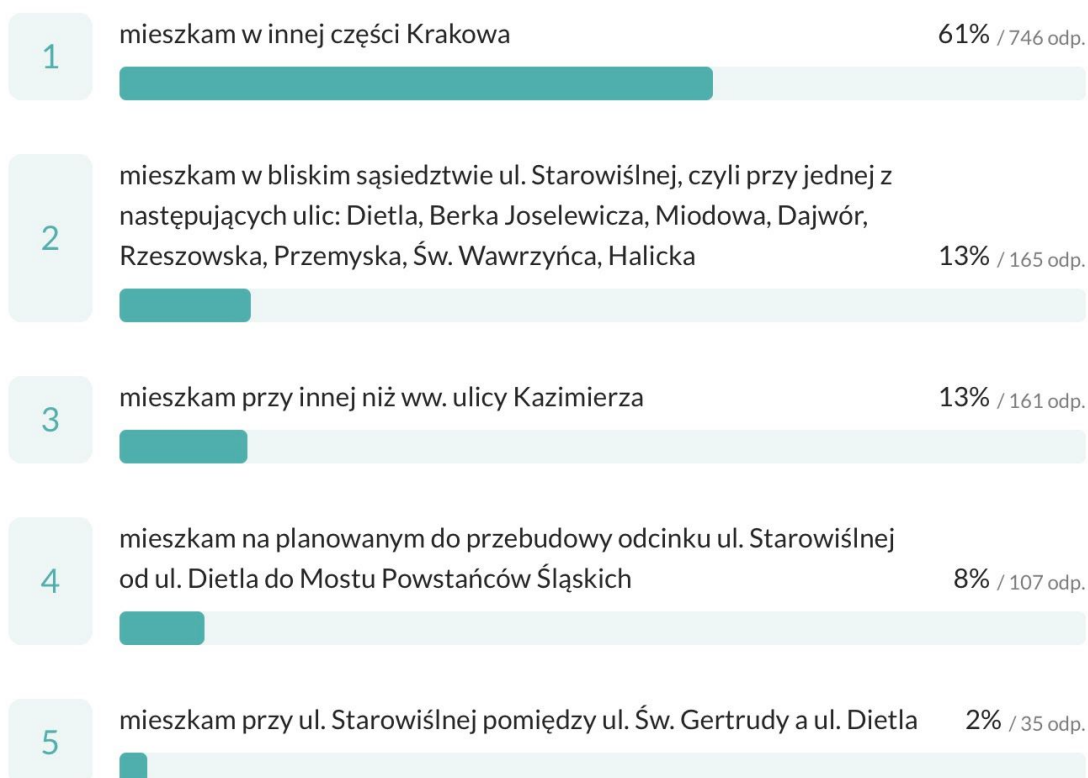 1
mieszkam w innej części Krakowa 61% / 746 odp.
2
mieszkam w bliskim sąsiedztwie ul. Starowiślnej, czyli przy jednej z
następujących ulic: Dietla, Berka Joselewicza, Miodowa, Dajwór,
Rzeszowska, Przemyska, Św. Wawrzyńca, Halicka 13% / 165 odp.
3
mieszkam przy innej niż ww. ulicy Kazimierza 13% / 161 odp.
4
mieszkam na planowanym do przebudowy odcinku ul. Starowiślnej
od ul. Dietla do Mostu Powstańców Śląskich 8% / 107 odp.
5
mieszkam przy ul. Starowiślnej pomiędzy ul. Św. Gertrudy a ul. Dietla 2% / 35 odp.